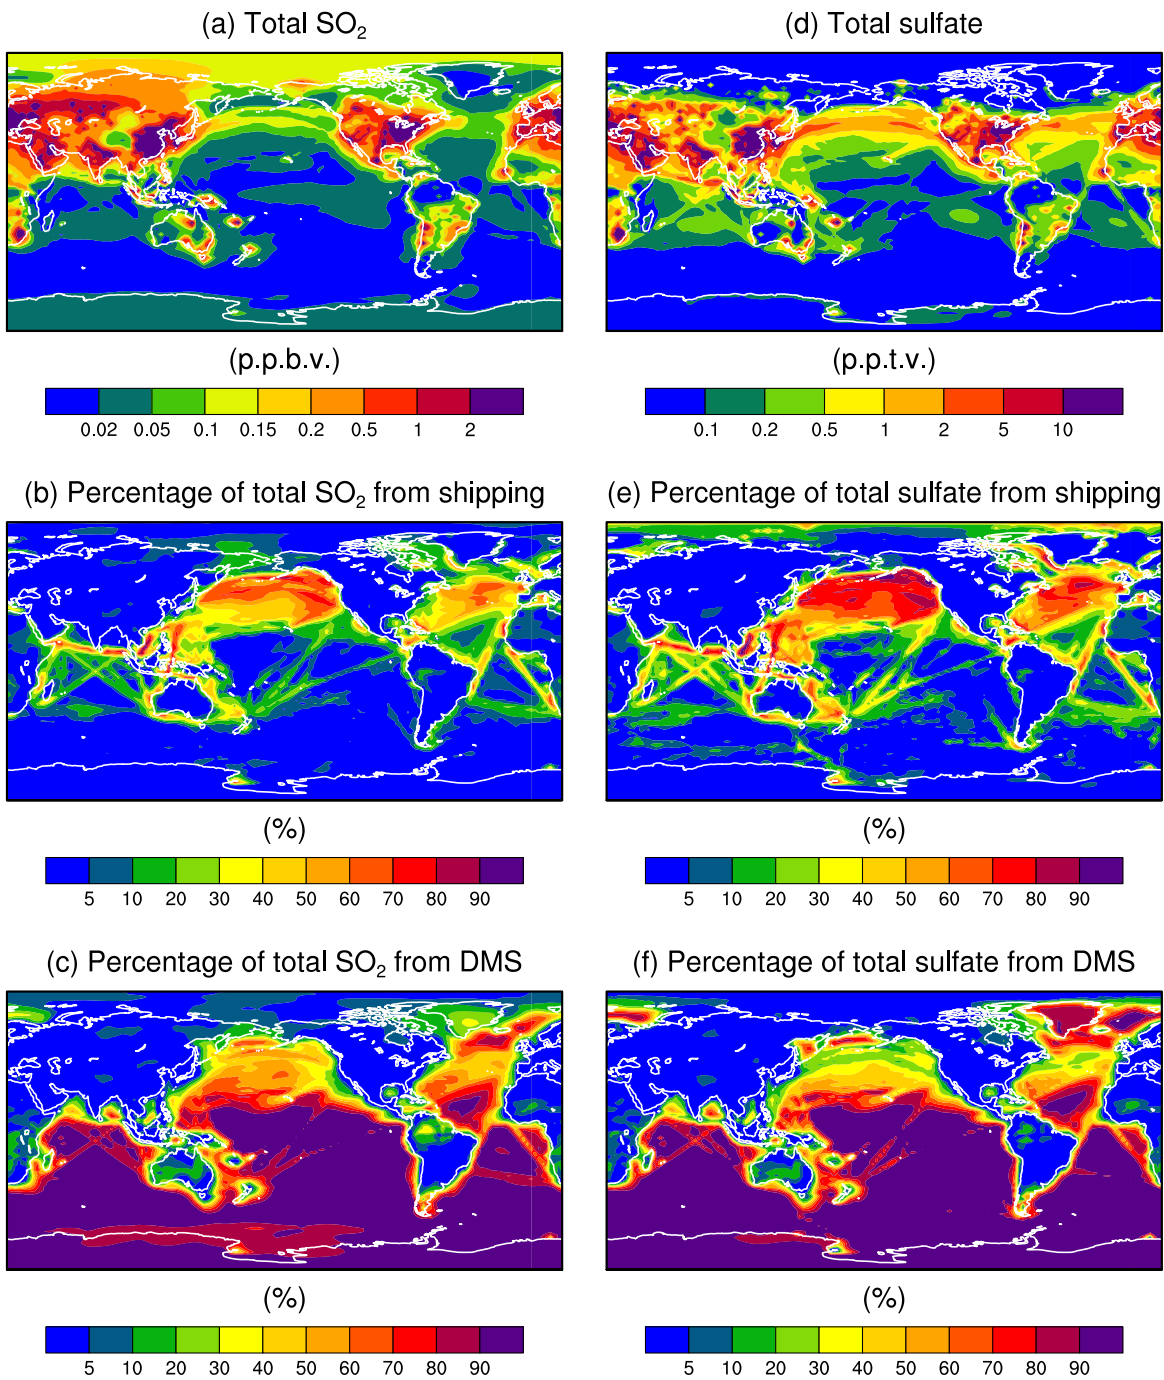 (a) Total SO₂
(d) Total sulfate
(p.p.b.v.)
0.02 0.05 0.1 0.15 0.2 0.5 1 2
(p.p.t.v.)
0.1 0.2 0.5 1 2 5 10
(b) Percentage of total SO₂ from shipping
(e) Percentage of total sulfate from shipping
(%)
5 10 20 30 40 50 60 70 80 90
(%)
5 10 20 30 40 50 60 70 80 90
(c) Percentage of total SO₂ from DMS
(f) Percentage of total sulfate from DMS
(%)
5 10 20 30 40 50 60 70 80 90
(%)
5 10 20 30 40 50 60 70 80 90